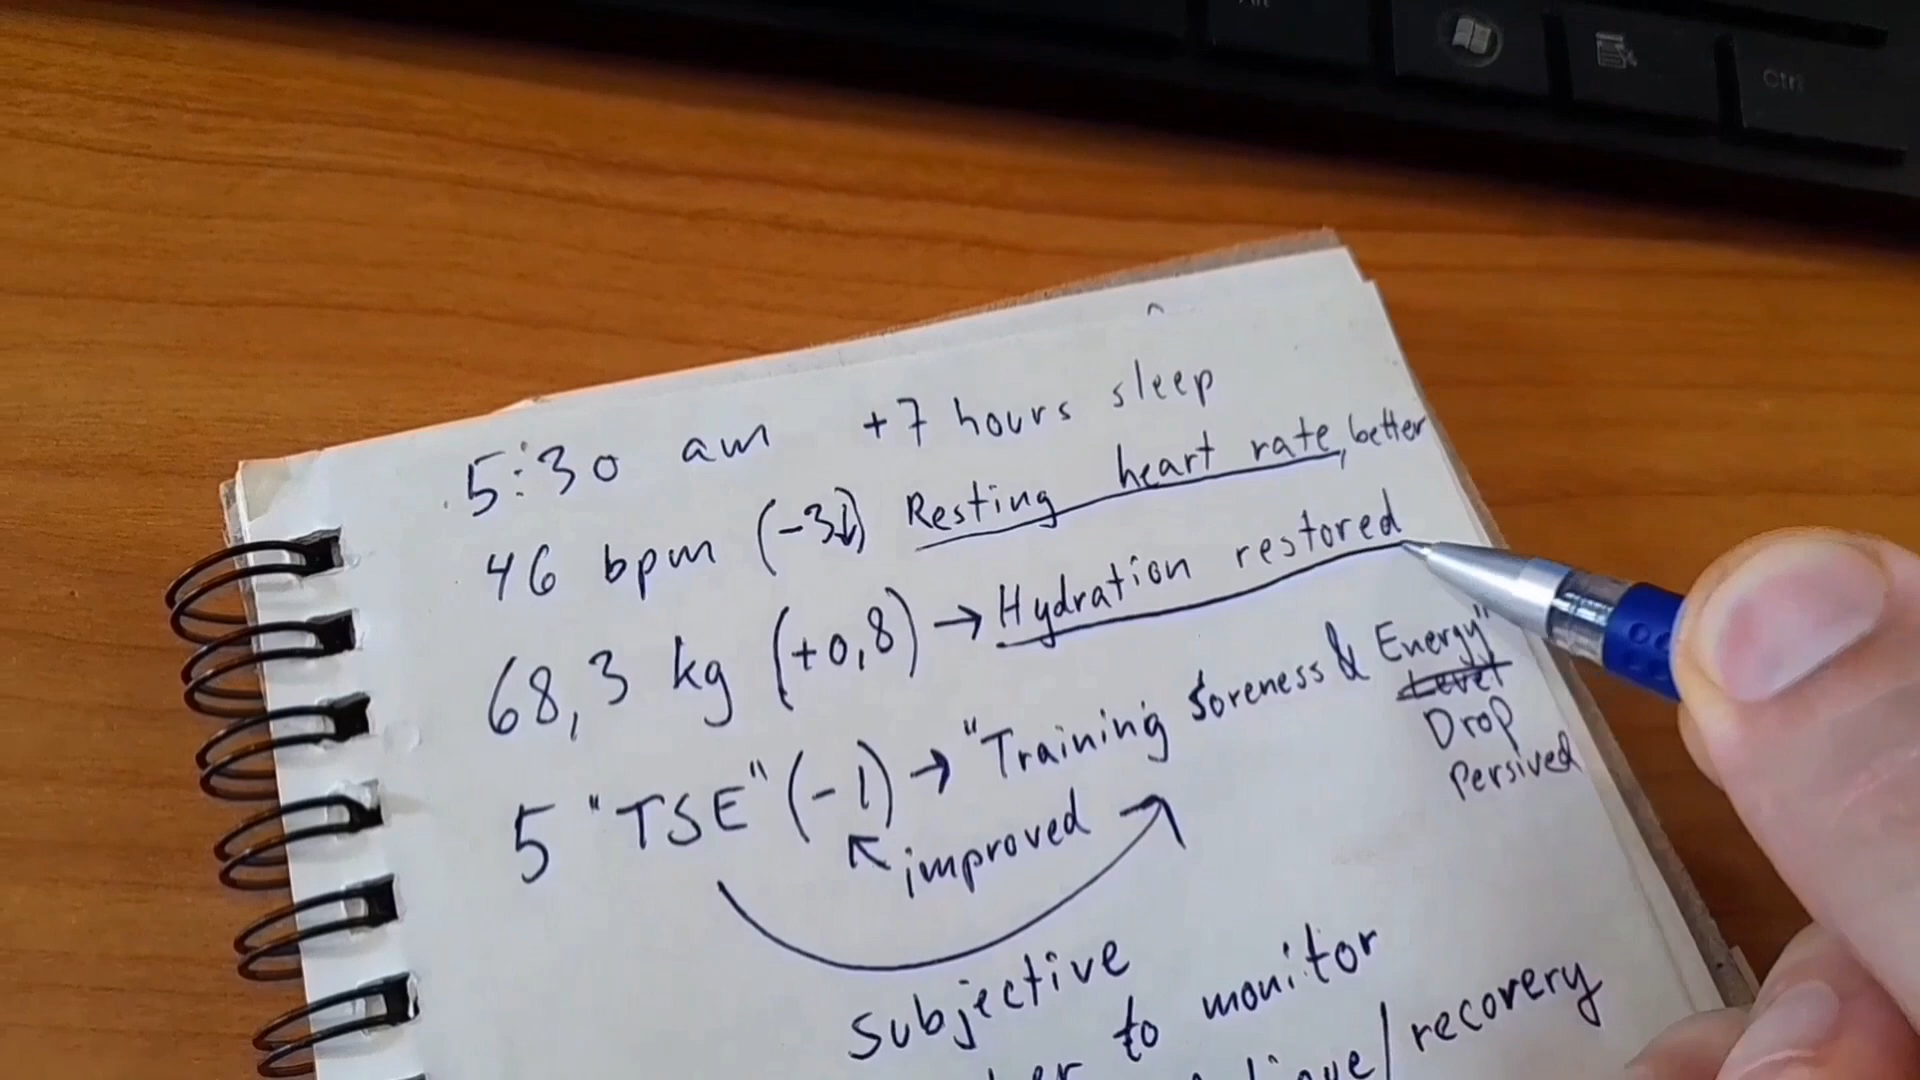 Ctrl
5:30 am +7 hours sleep
46 bpm (-3↓) Resting heart rate, better
68,3 kg (+0,8) → Hydration restored
5 "TSE" (-1) → "Training Soreness & Energy"
Level
Drop
Persived
improved
Subjective
to monitor
/recovery